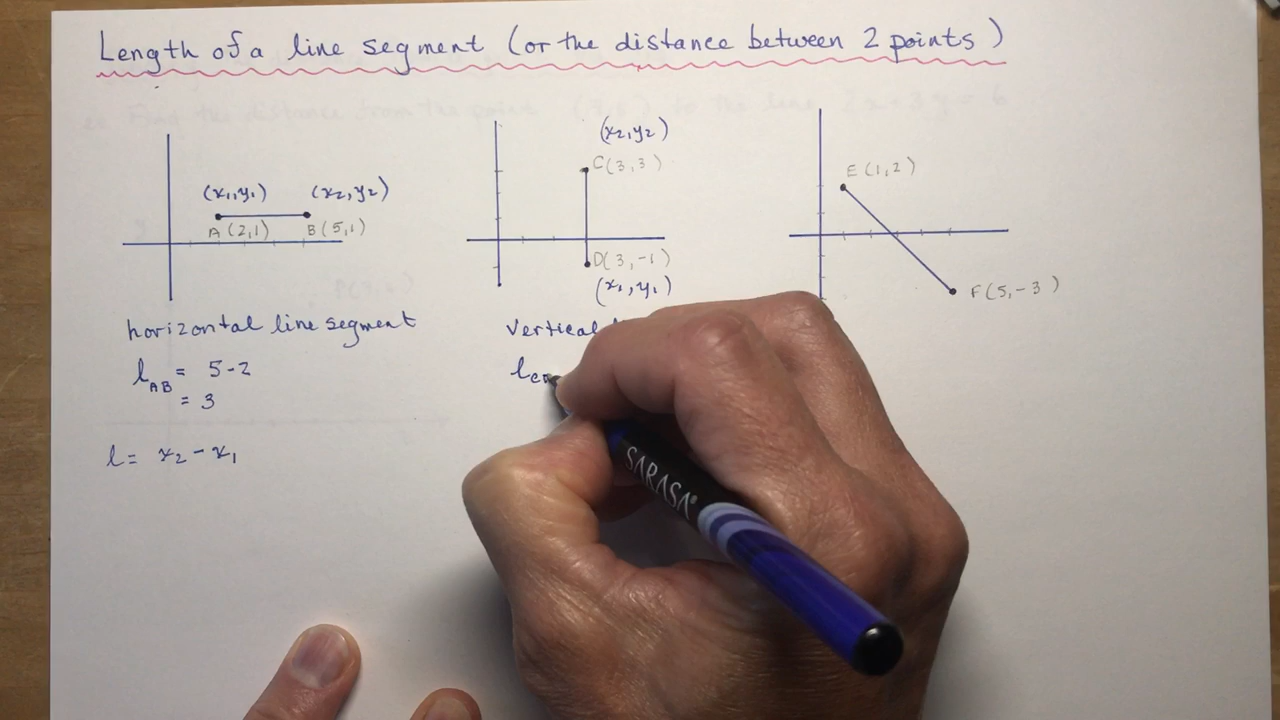 Length of a line segment (or the distance between 2 points)
(x₁,y₁)
(x₂,y₂)
A(2,1)
B(5,1)
horizontal line segment
l_AB = 5-2
= 3
l = x₂ - x₁
(x₂,y₂)
C(3,3)
D(3,-1)
(x₁,y₁)
Vertical
l
E(1,2)
F(5,-3)
SARASA®